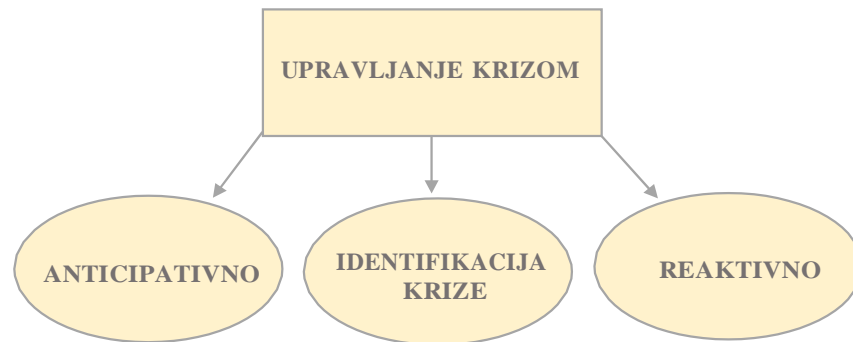 UPRAVLJANJE KRIZOM
ANTICIPATIVNO
IDENTIFIKACIJA
KRIZE
REAKTIVNO